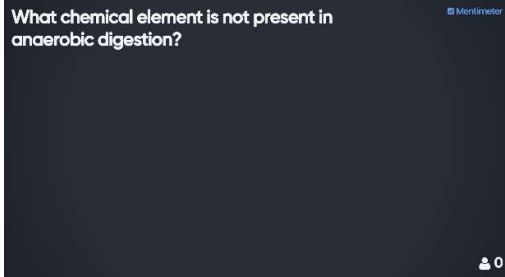 What chemical element is not present in
anaerobic digestion?
Mentimeter
0